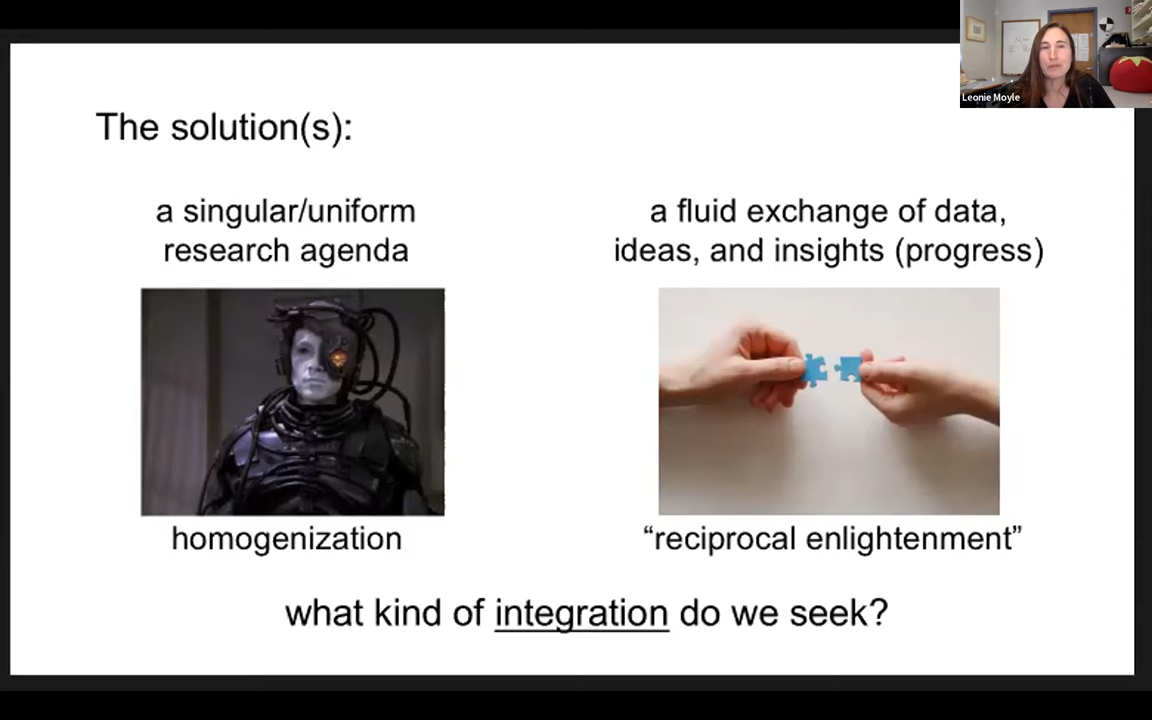 Leonie Moyle
The solution(s):
a singular/uniform
research agenda
homogenization
a fluid exchange of data,
ideas, and insights (progress)
“reciprocal enlightenment”
what kind of integration do we seek?